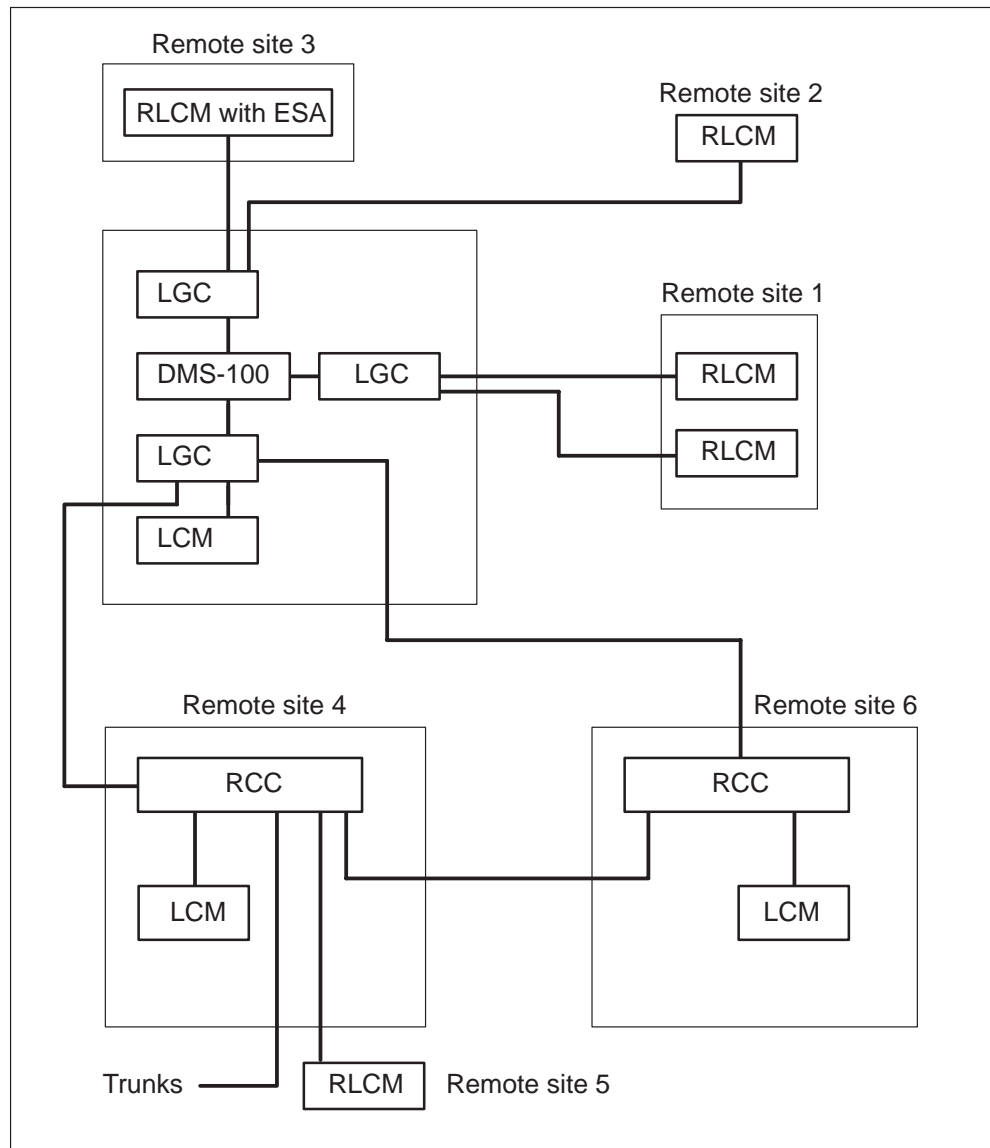 Remote site 3
RLCM with ESA
Remote site 2
RLCM
LGC
Remote site 1
DMS-100
LGC
RLCM
LGC
RLCM
LCM
Remote site 4
Remote site 6
RCC
RCC
LCM
LCM
Trunks
RLCM
Remote site 5